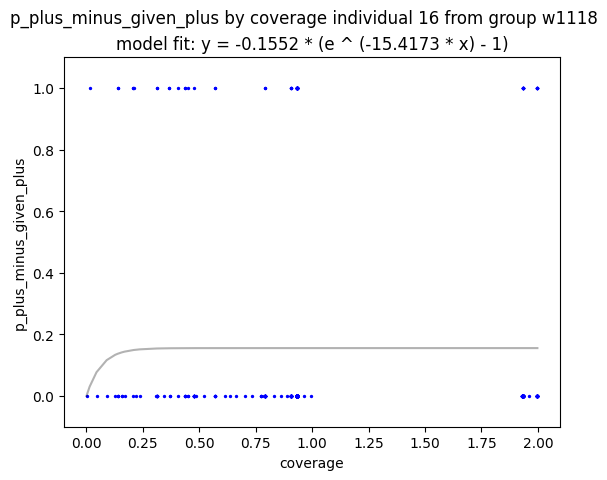 p_plus_minus_given_plus by coverage individual 16 from group w1118
model fit: y = -0.1552 * (e ^ (-15.4173 * x) - 1)
p_plus_minus_given_plus
1.0
0.8
0.6
0.4
0.2
0.0
0.00 0.25 0.50 0.75 1.00 1.25 1.50 1.75 2.00
coverage